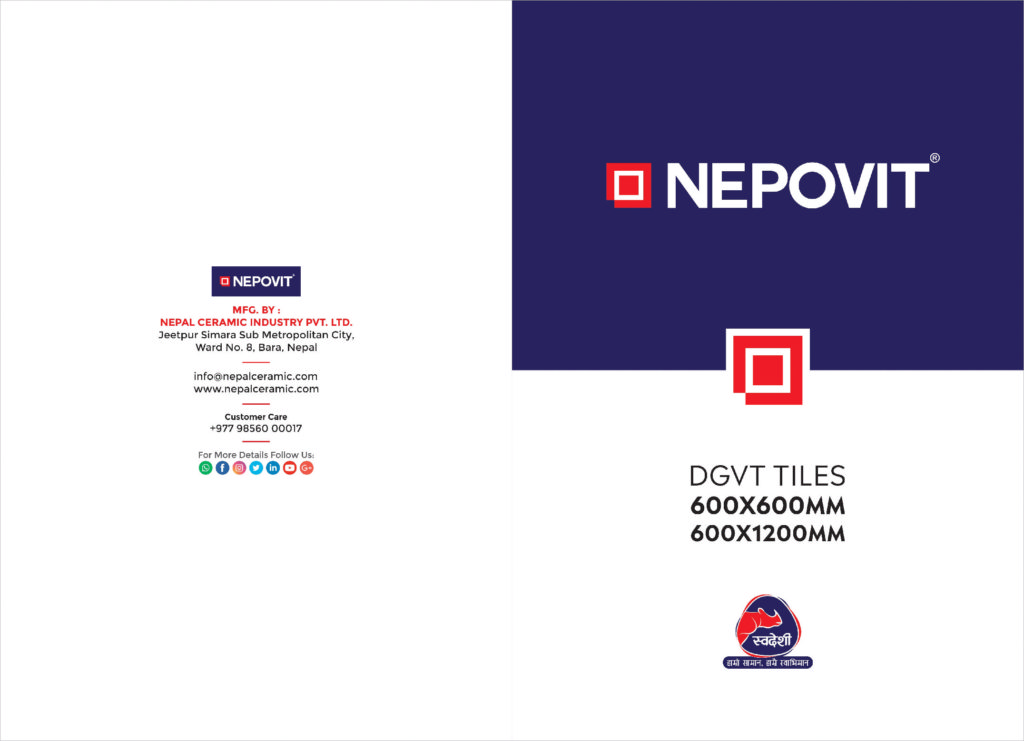 NEPOVIT
MFG. BY :
NEPAL CERAMIC INDUSTRY PVT. LTD.
Jeetpur Simara Sub Metropolitan City,
Ward No. 8, Bara, Nepal
info@nepalceramic.com
www.nepalceramic.com
Customer Care
+977 98560 00017
For More Details Follow Us:
NEPOVIT®
DGVT TILES
600X600MM
600X1200MM
स्वदेशी
हाम्रो सामान, हाम्रै स्वाभिमान